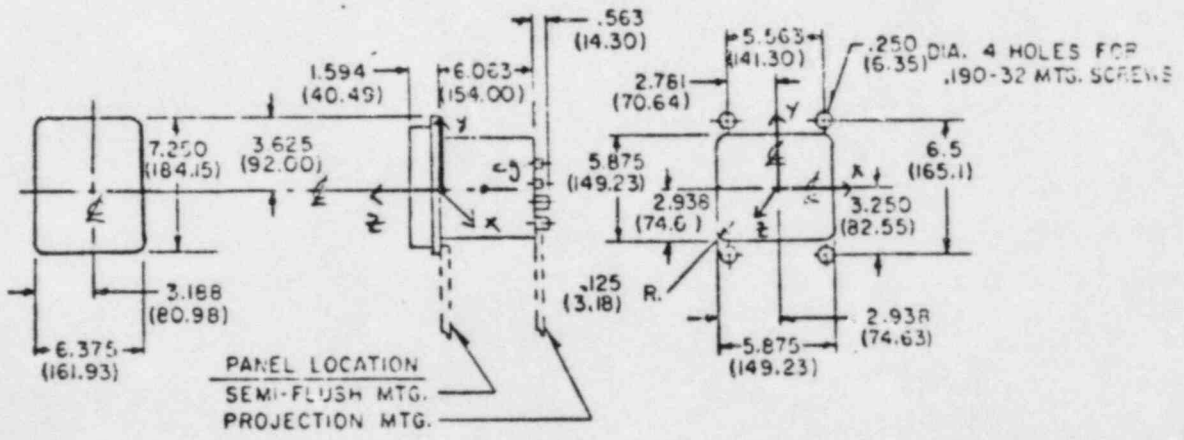 .563
(14.30)
1.594
(40.49)
6.063
(154.00)
5.563
(141.30)
.250 DIA. 4 HOLES FOR
(6.35)
.190-32 MTG. SCREWS
2.781
(70.64)
7.250
(184.15)
3.625
(92.00)
Y
cg
X
Z
5.875
(149.23)
2.938
Y
X
Z
6.5
(165.1)
3.250
(82.55)
.125
(3.18)
R.
3.188
(80.98)
6.375
(161.93)
2.938
(74.63)
5.875
(149.23)
PANEL LOCATION
SEMI-FLUSH MTG.
PROJECTION MTG.